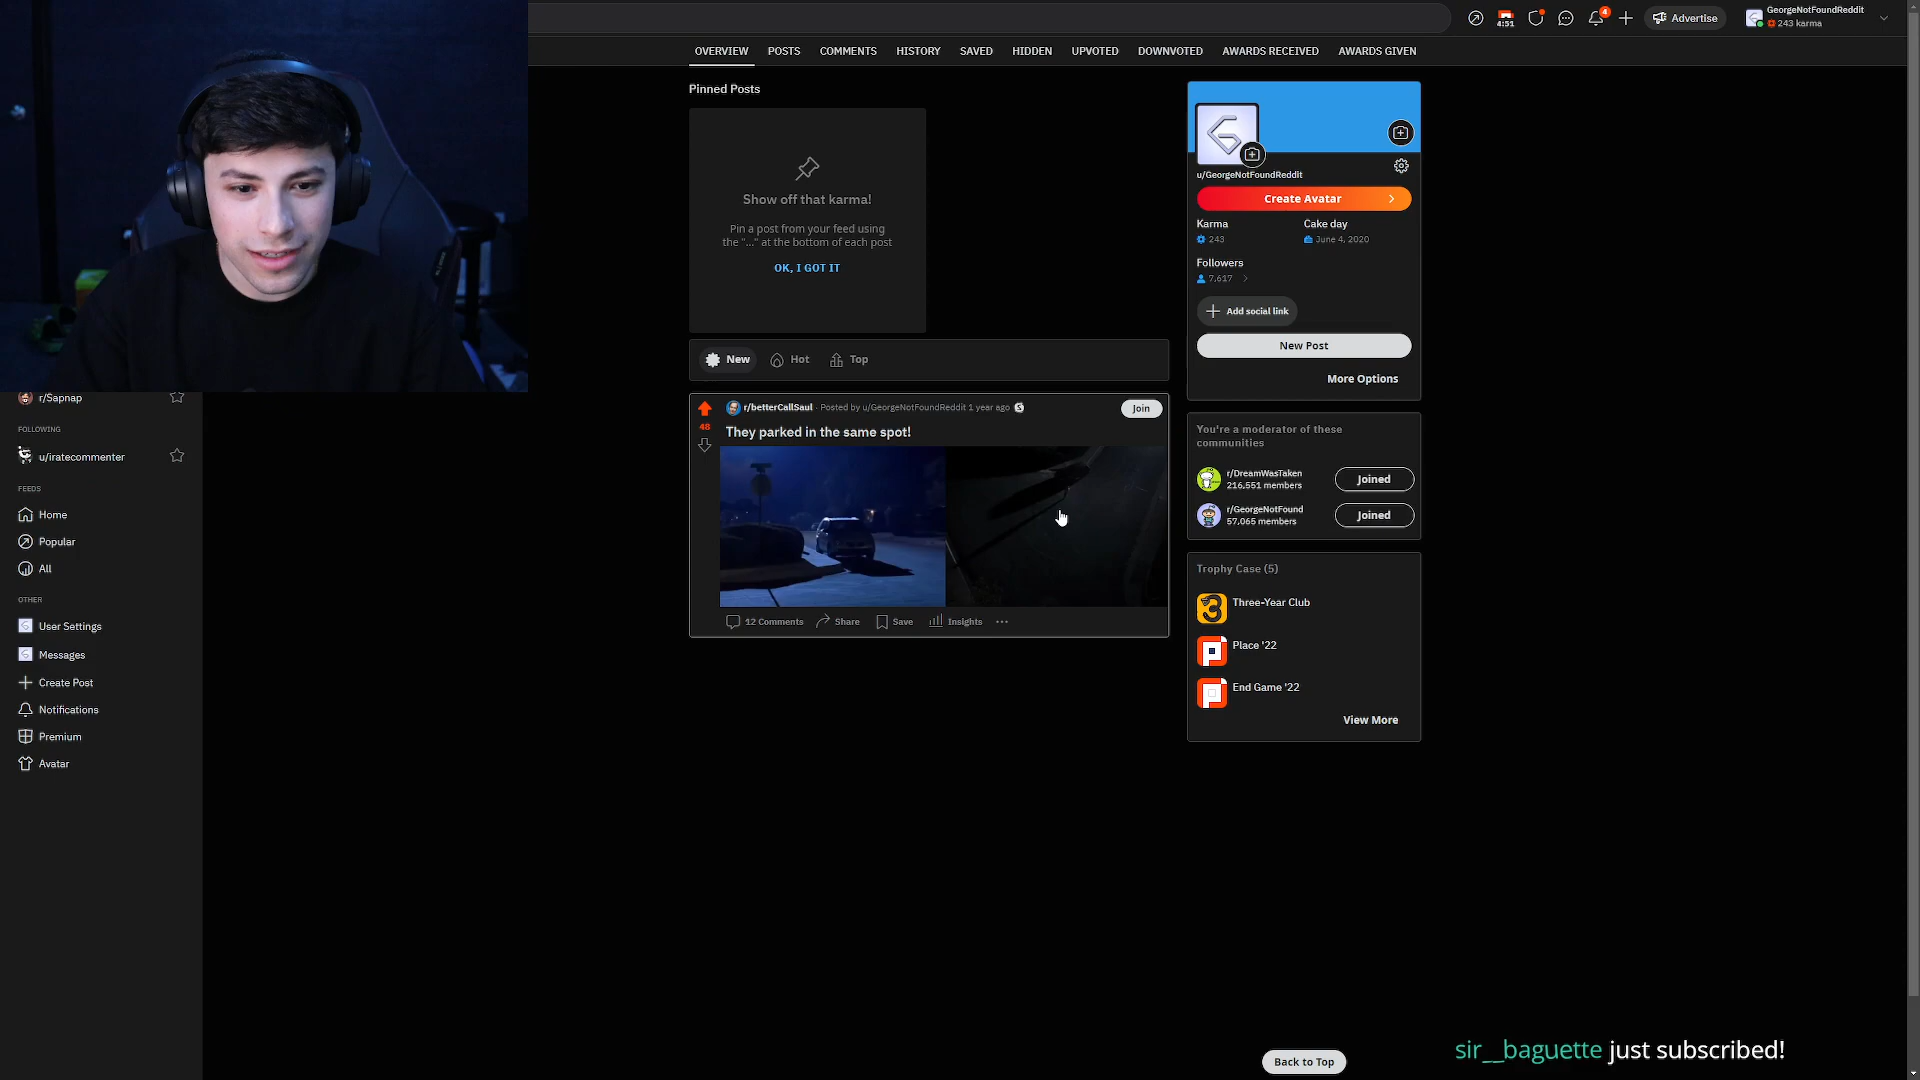 4:51
4
Advertise
GeorgeNotFoundReddit
243 karma
OVERVIEW POSTS COMMENTS HISTORY SAVED HIDDEN UPVOTED DOWNVOTED AWARDS RECEIVED AWARDS GIVEN
Pinned Posts
Show off that karma!
Pin a post from your feed using
the "..." at the bottom of each post
OK, I GOT IT
New Hot Top
r/betterCallSaul · Posted by u/GeorgeNotFoundReddit 1 year ago
Join
48
They parked in the same spot!
12 Comments Share Save Insights ...
u/GeorgeNotFoundReddit
Create Avatar
Karma Cake day
243 June 4, 2020
Followers
7,617
Add social link
New Post
More Options
You're a moderator of these
communities
r/DreamWasTaken
216,551 members
Joined
r/GeorgeNotFound
57,065 members
Joined
Trophy Case (5)
Three-Year Club
Place '22
End Game '22
View More
r/Sapnap
FOLLOWING
u/iratecommenter
FEEDS
Home
Popular
All
OTHER
User Settings
Messages
Create Post
Notifications
Premium
Avatar
Back to Top
sir__baguette just subscribed!